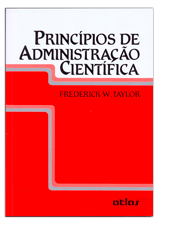 PRINCÍPIOS DE
ADMINISTRAÇÃO
CIENTÍFICA
FREDERICK W. TAYLOR
atlas